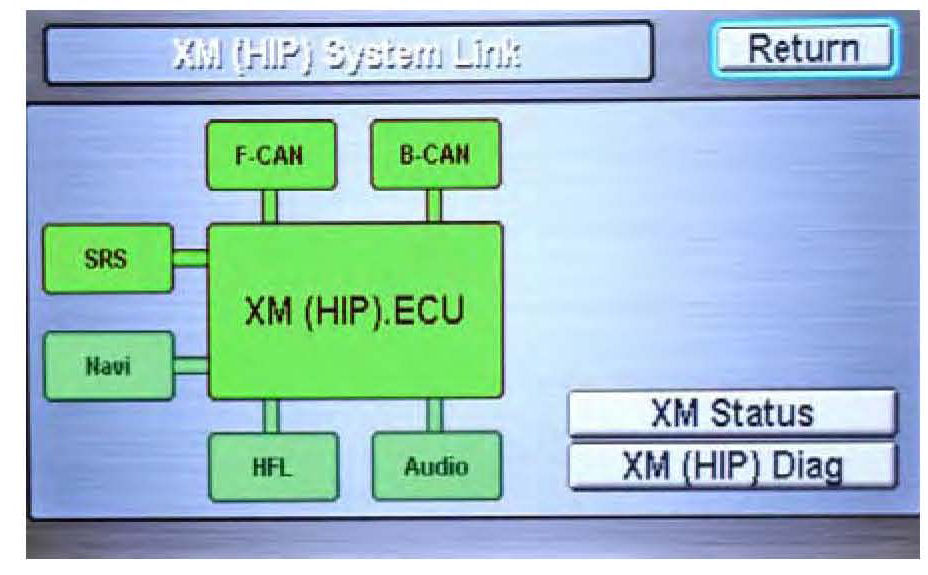 XM (HIP) System Link
Return
F-CAN
B-CAN
SRS
XM (HIP).ECU
Navi
HFL
Audio
XM Status
XM (HIP) Diag